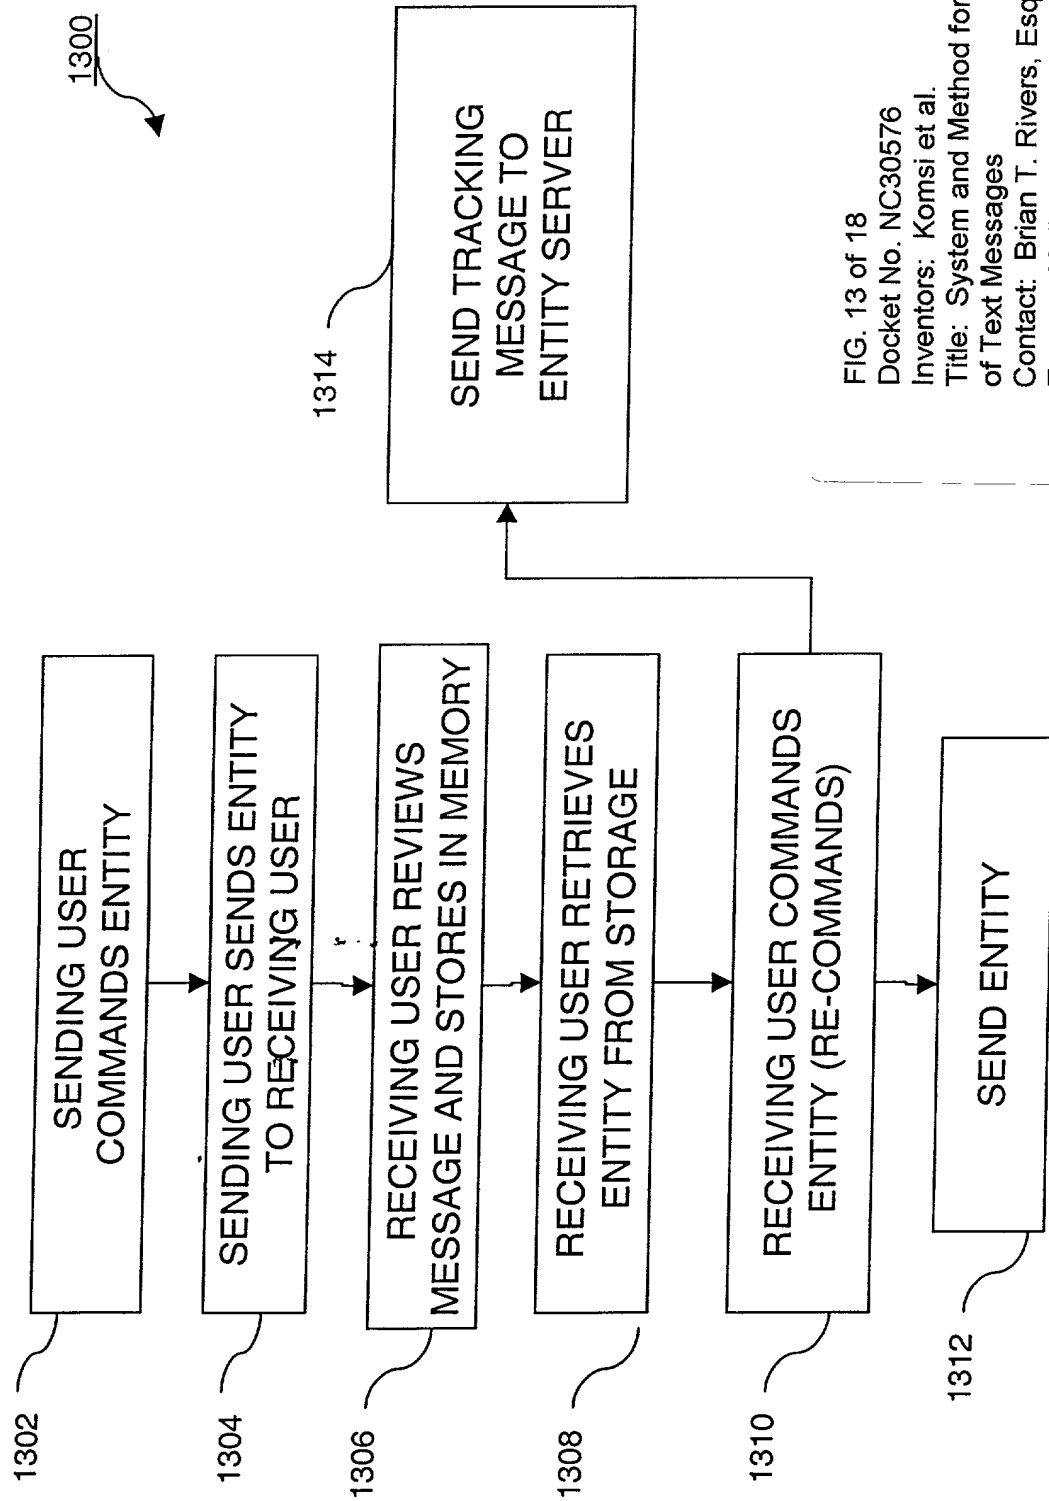 1300
1302
SENDING USER
COMMANDS ENTITY
1304
SENDING USER SENDS ENTITY
TO RECEIVING USER
1306
RECEIVING USER REVIEWS
MESSAGE AND STORES IN MEMORY
1308
RECEIVING USER RETRIEVES
ENTITY FROM STORAGE
1310
RECEIVING USER COMMANDS
ENTITY (RE-COMMANDS)
1312
SEND ENTITY
1314
SEND TRACKING
MESSAGE TO
ENTITY SERVER
FIG. 13 of 18
Docket No. NC30576
Inventors: Komsi et al.
Title: System and Method for
of Text Messages
Contact: Brian T. Rivers, Esq